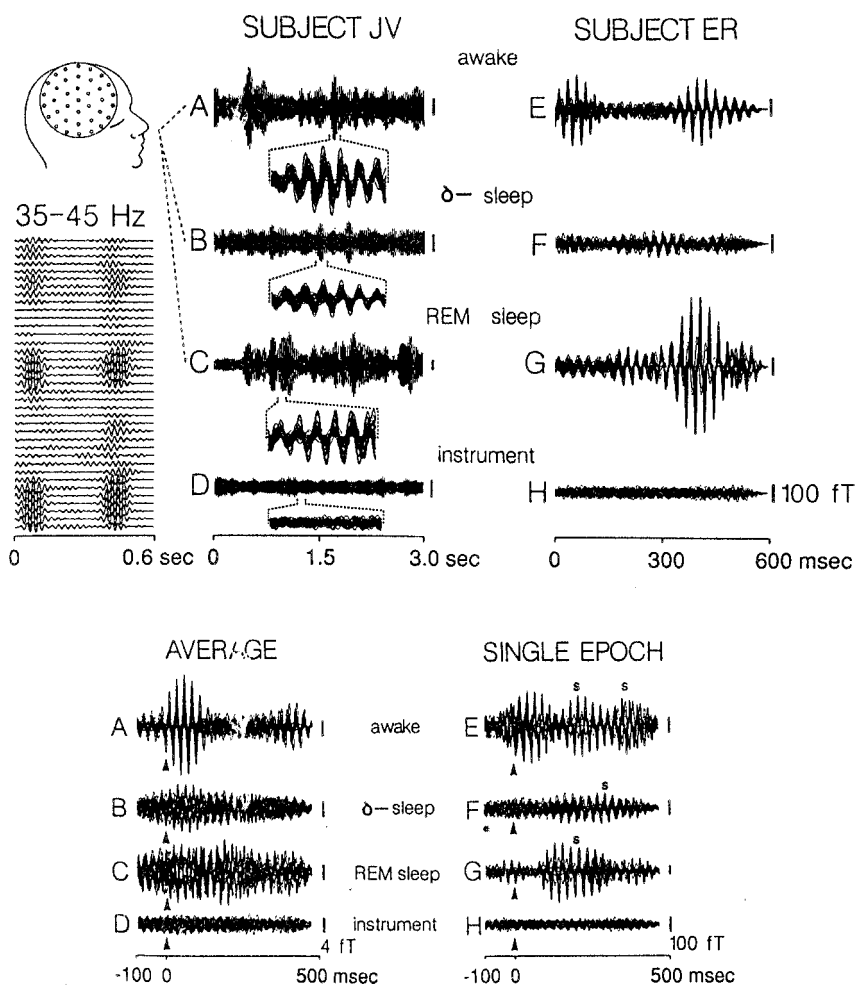 SUBJECT JV
SUBJECT ER
awake
A
E
δ- sleep
35-45 Hz
B
F
REM sleep
C
G
instrument
D
H
100 fT
0 0.6 sec
0 1.5 3.0 sec
0 300 600 msec
AVERAGE
SINGLE EPOCH
s s
A awake E
s
B δ-sleep F
s
C REM sleep G
D instrument H
4 fT
100 fT
-100 0 500 msec
-100 0 500 msec